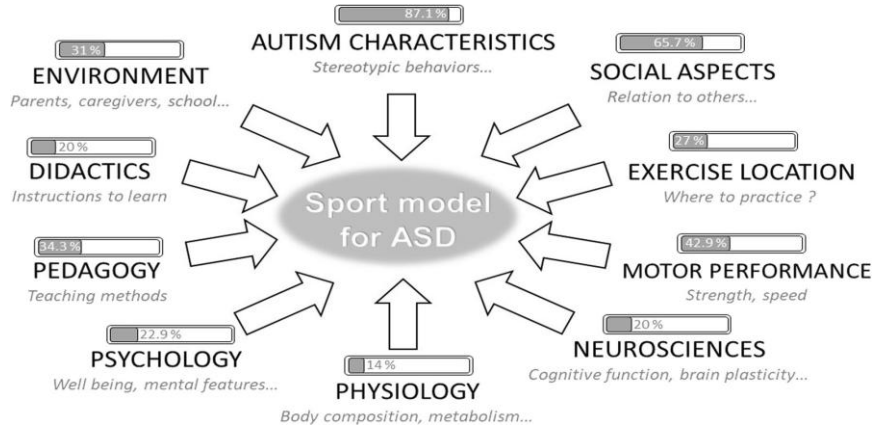 87.1%
AUTISM CHARACTERISTICS
Stereotypic behaviors...
31 %
ENVIRONMENT
Parents, caregivers, school...
65.7%
SOCIAL ASPECTS
Relation to others...
20 %
DIDACTICS
Instructions to learn
27 %
EXERCISE LOCATION
Where to practice ?
Sport model
for ASD
34.3%
PEDAGOGY
Teaching methods
42.9%
MOTOR PERFORMANCE
Strength, speed
22.9%
PSYCHOLOGY
Well being, mental features...
14 %
PHYSIOLOGY
Body composition, metabolism...
20 %
NEUROSCIENCES
Cognitive function, brain plasticity...